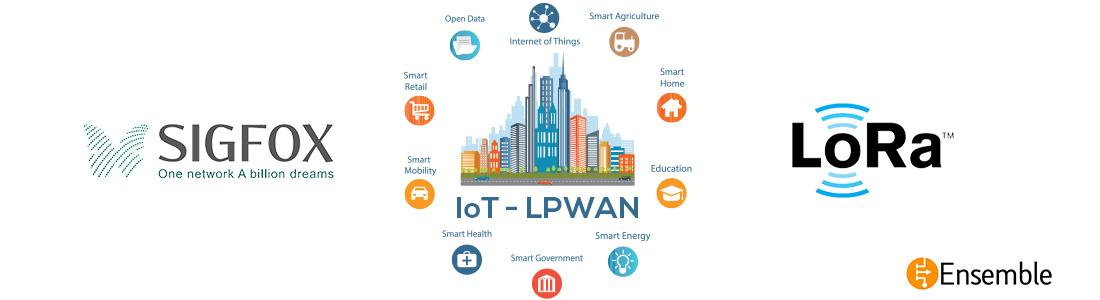 SIGFOX
One network A billion dreams
Open Data
Internet of Things
Smart Agriculture
Smart
Retail
Smart
Home
Smart
Mobility
Education
IoT - LPWAN
Smart Health
Smart Government
Smart Energy
LoRa™
Ensemble